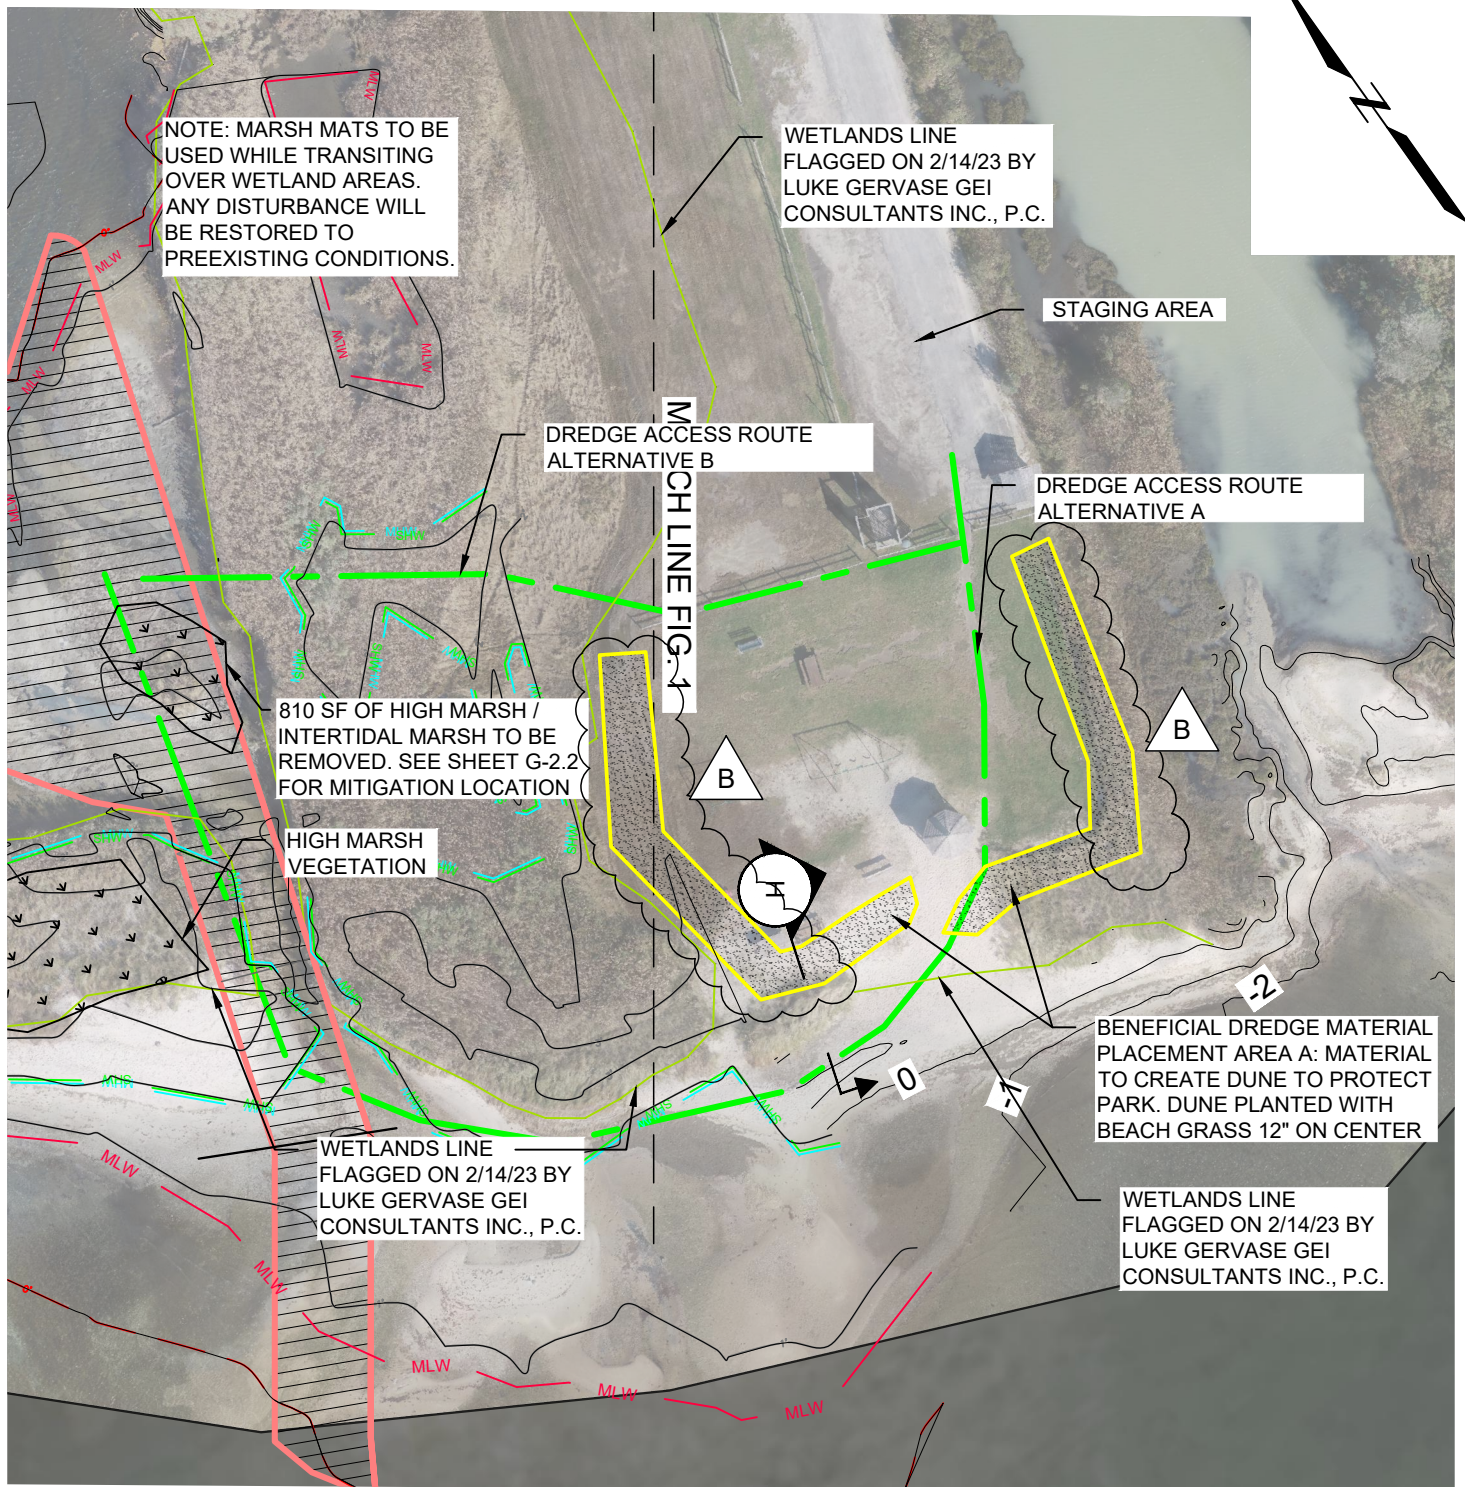 NOTE: MARSH MATS TO BE
USED WHILE TRANSITING
OVER WETLAND AREAS.
ANY DISTURBANCE WILL
BE RESTORED TO
PREEXISTING CONDITIONS.
WETLANDS LINE
FLAGGED ON 2/14/23 BY
LUKE GERVASE GEI
CONSULTANTS INC., P.C.
N
STAGING AREA
MLW
MLW
MLW
MLW
MLW
MLW
DREDGE ACCESS ROUTE
ALTERNATIVE B
DREDGE ACCESS ROUTE
ALTERNATIVE A
CH LINE FIG. 1
810 SF OF HIGH MARSH /
INTERTIDAL MARSH TO BE
REMOVED. SEE SHEET G-2.2
FOR MITIGATION LOCATION
B
B
HIGH MARSH
VEGETATION
H
-2
0
-1
BENEFICIAL DREDGE MATERIAL
PLACEMENT AREA A: MATERIAL
TO CREATE DUNE TO PROTECT
PARK. DUNE PLANTED WITH
BEACH GRASS 12" ON CENTER
WETLANDS LINE
FLAGGED ON 2/14/23 BY
LUKE GERVASE GEI
CONSULTANTS INC., P.C.
WETLANDS LINE
FLAGGED ON 2/14/23 BY
LUKE GERVASE GEI
CONSULTANTS INC., P.C.
MLW
MLW
MLW
MLW
MLW